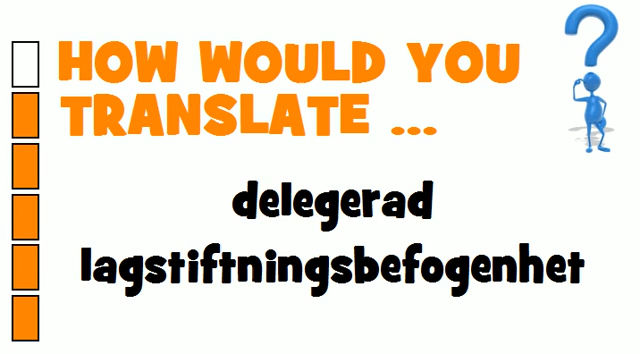 HOW WOULD YOU
TRANSLATE ...
delegerad
lagstiftningsbefogenhet